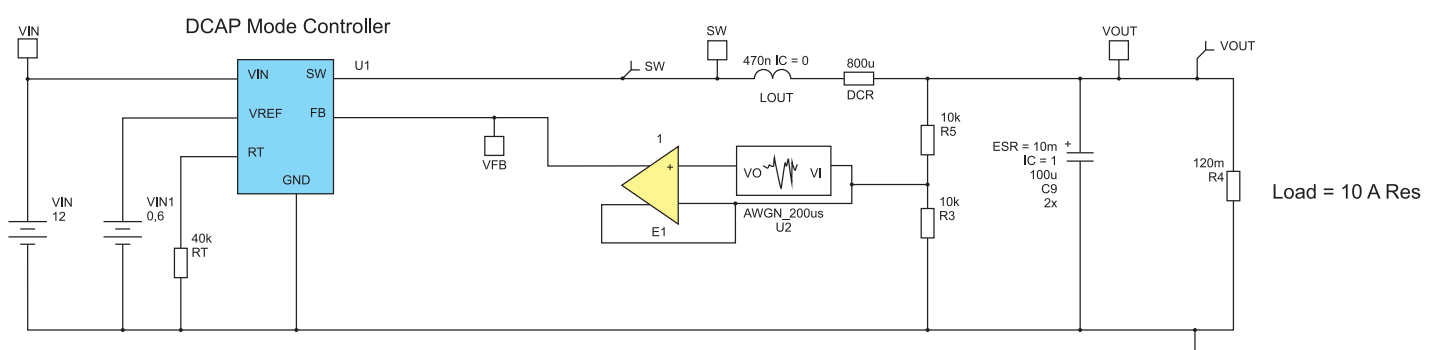 DCAP Mode Controller
VIN
U1
VIN
SW
VREF
FB
RT
GND
SW
SW
470n IC = 0
LOUT
800u
DCR
VOUT
VOUT
VFB
1
+
E1
VO
VI
AWGN_200us
U2
10k
R5
10k
R3
ESR = 10m
+
IC = 1
100u
C9
2x
120m
R4
Load = 10 A Res
VIN
12
VIN1
0,6
40k
RT